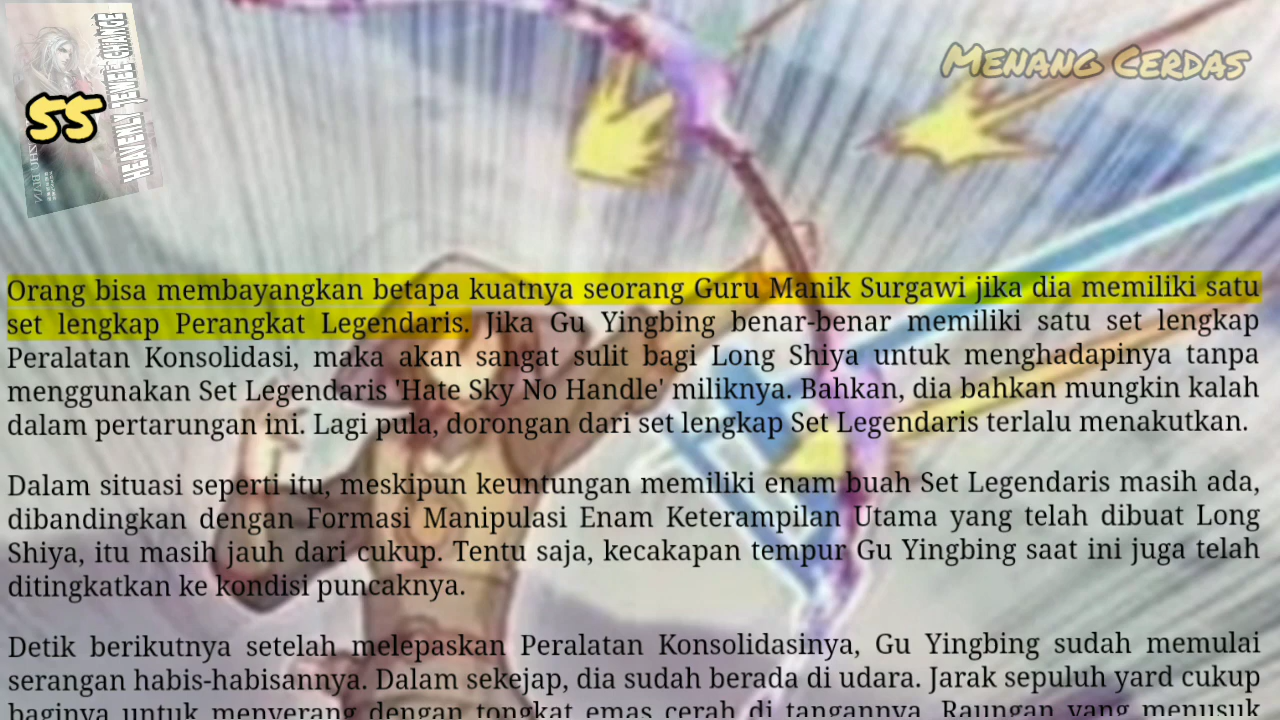 Menang Cerdas
55
HEAVENLY JEWEL CHANGE
Orang bisa membayangkan betapa kuatnya seorang Guru Manik Surgawi jika dia memiliki satu
set lengkap Perangkat Legendaris. Jika Gu Yingbing benar-benar memiliki satu set lengkap
Peralatan Konsolidasi, maka akan sangat sulit bagi Long Shiya untuk menghadapinya tanpa
menggunakan Set Legendaris 'Hate Sky No Handle' miliknya. Bahkan, dia bahkan mungkin kalah
dalam pertarungan ini. Lagi pula, dorongan dari set lengkap Set Legendaris terlalu menakutkan.
Dalam situasi seperti itu, meskipun keuntungan memiliki enam buah Set Legendaris masih ada,
dibandingkan dengan Formasi Manipulasi Enam Keterampilan Utama yang telah dibuat Long
Shiya, itu masih jauh dari cukup. Tentu saja, kecakapan tempur Gu Yingbing saat ini juga telah
ditingkatkan ke kondisi puncaknya.
Detik berikutnya setelah melepaskan Peralatan Konsolidasinya, Gu Yingbing sudah memulai
serangan habis-habisannya. Dalam sekejap, dia sudah berada di udara. Jarak sepuluh yard cukup
baginya untuk menyerang dengan tongkat emas cerah di tangannya. Raungan yang menusuk